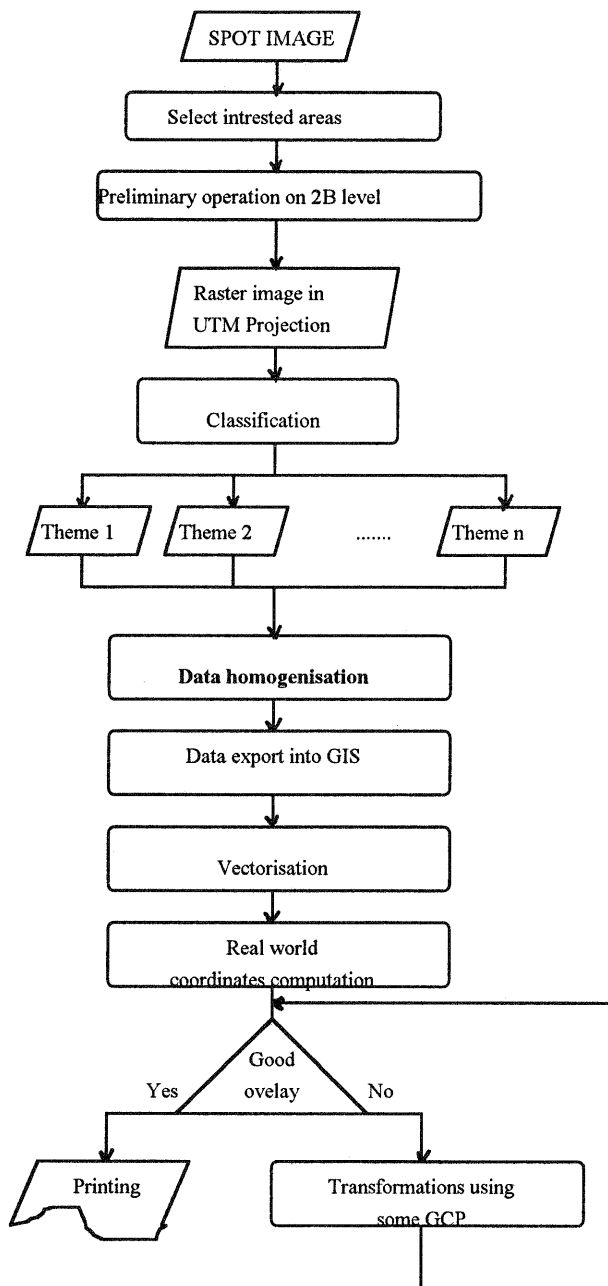 SPOT IMAGE
Select intrested areas
Preliminary operation on 2B level
Raster image in
UTM Projection
Classification
Theme 1
Theme 2
.......
Theme n
Data homogenisation
Data export into GIS
Vectorisation
Real world
coordinates computation
Good
ovelay
Yes
No
Printing
Transformations using
some GCP